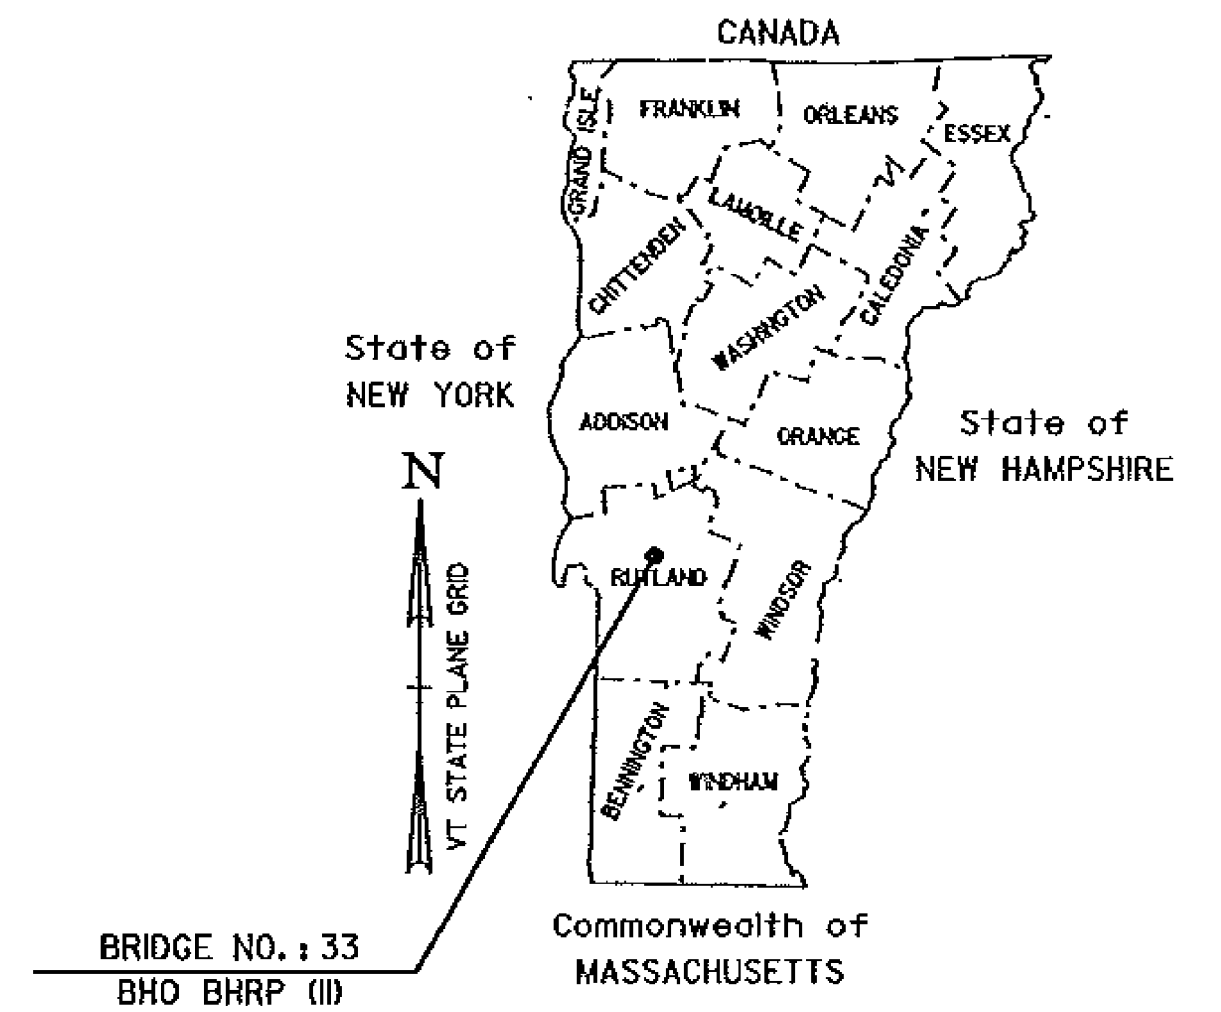 CANADA
FRANKLIN
ORLEANS
ESSEX
GRAND ISLE
LAMOILLE
CHITTENDEN
CALEDONIA
WASHINGTON
State of
NEW YORK
ADDISON
ORANGE
State of
NEW HAMPSHIRE
N
VT STATE PLANE GRID
RUTLAND
WINDSOR
BENNINGTON
WINDHAM
Commonwealth of
MASSACHUSETTS
BRIDGE NO. : 33
BHO BHRP (11)